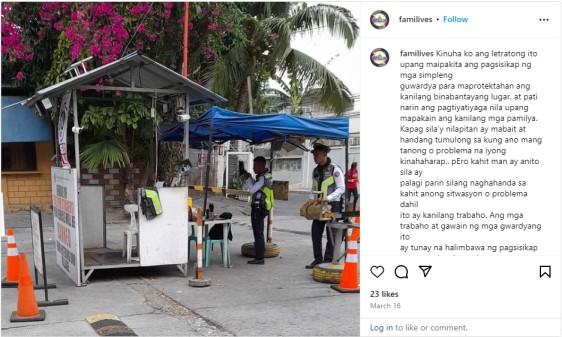 familives • Follow
familives Kinuha ko ang letratong ito
upang maipakita ang pagsisikap ng
mga simpleng
guwardya para maprotektahan ang
kanilang binabantayang lugar. at pati
narin ang pagtiyatiyaga nila upang
mapakain ang kanilang mga pamilya.
Kapag sila'y nilapitan ay mabait at
handang tumulong sa kung ano mang
tanong o problema na iyong
kinahaharap.. pEro kahit man ay anito
sila ay
palagi parin silang naghahanda sa
kahit anong sitwasyon o problema
dahil
ito ay kanilang trabaho. Ang mga
trabaho at gawain ng mga gwardyang
ito
ay tunay na halimbawa ng pagsisikap
23 likes
March 16
Log in to like or comment.